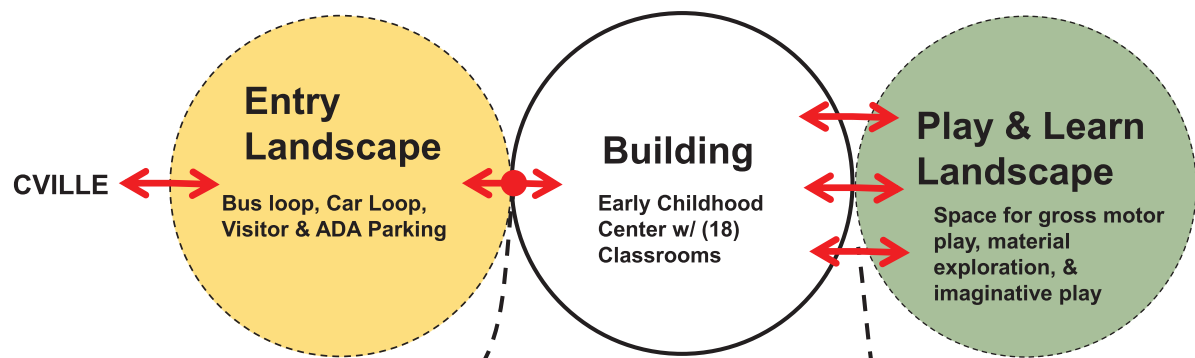 CVILLE
Entry
Landscape
Bus loop, Car Loop,
Visitor & ADA Parking
Building
Early Childhood
Center w/ (18)
Classrooms
Play & Learn
Landscape
Space for gross motor
play, material
exploration, &
imaginative play